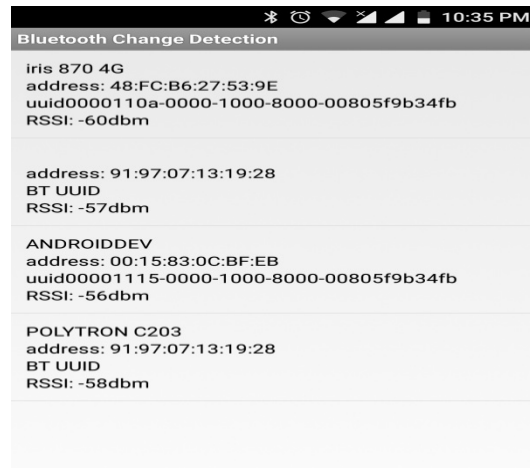 10:35 PM
Bluetooth Change Detection
iris 870 4G
address: 48:FC:B6:27:53:9E
uuid0000110a-0000-1000-8000-00805f9b34fb
RSSI: -60dbm
address: 91:97:07:13:19:28
BT UUID
RSSI: -57dbm
ANDROIDDEV
address: 00:15:83:0C:BF:EB
uuid00001115-0000-1000-8000-00805f9b34fb
RSSI: -56dbm
POLYTRON C203
address: 91:97:07:13:19:28
BT UUID
RSSI: -58dbm